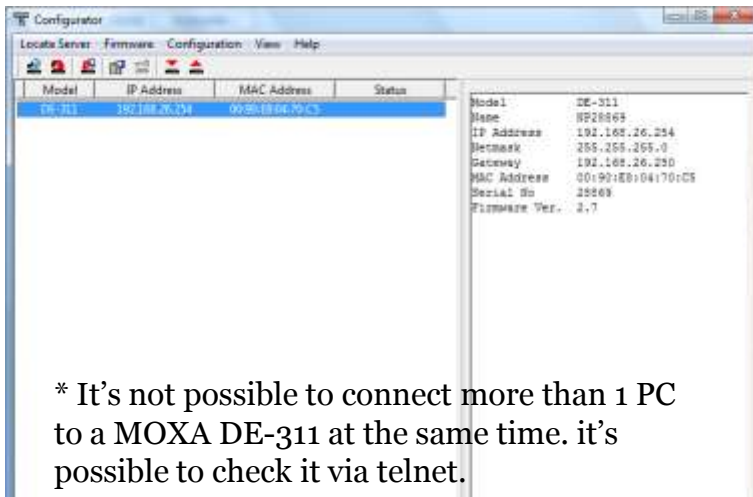 Configurator
Locate Server Firmware Configuration View Help
Model IP Address MAC Address Status
DE-311 192.168.26.254 00:90:E8:04:70:C5
Model DE-311
Name NP28869
IP Address 192.168.26.254
Netmask 255.255.255.0
Gateway 192.168.26.250
MAC Address 00:90:E8:04:70:C5
Serial No
Firmware Ver. 2.7
* It’s not possible to connect more than 1 PC
to a MOXA DE-311 at the same time. it’s
possible to check it via telnet.